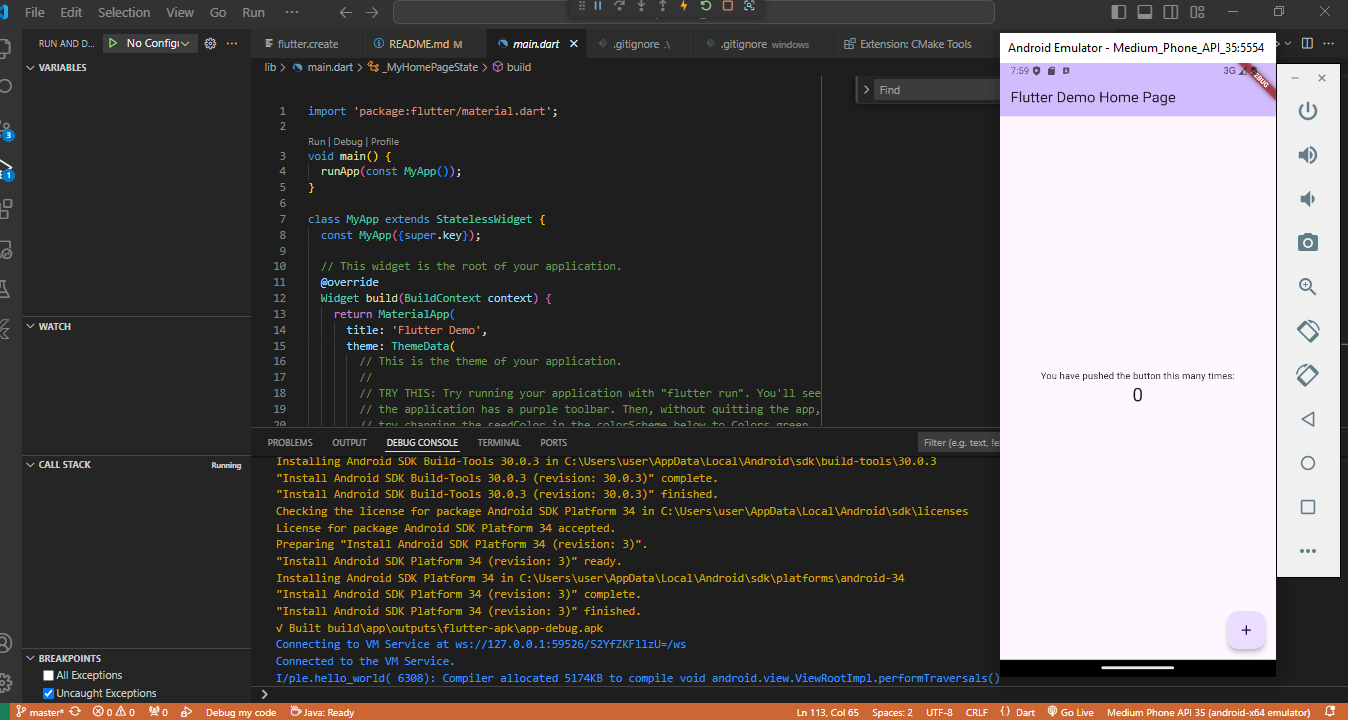 File Edit Selection View Go Run ···
RUN AND D... No Configı ···
flutter.create
README.md M
main.dart
.gitignore .\
.gitignore windows
Extension: CMake Tools
lib > main.dart > _MyHomePageState > build
Find
VARIABLES
WATCH
CALL STACK
Running
BREAKPOINTS
All Exceptions
Uncaught Exceptions
3
1
1 import 'package:flutter/material.dart';
2
Run | Debug | Profile
3 void main() {
4 runApp(const MyApp());
5 }
6
7 class MyApp extends StatelessWidget {
8 const MyApp({super.key});
9
10 // This widget is the root of your application.
11 @override
12 Widget build(BuildContext context) {
13 return MaterialApp(
14 title: 'Flutter Demo',
15 theme: ThemeData(
16 // This is the theme of your application.
17 //
18 // TRY THIS: Try running your application with "flutter run". You'll see
19 // the application has a purple toolbar. Then, without quitting the app,
20 // try changing the seedColor in the colorScheme below to Colors.green
PROBLEMS OUTPUT DEBUG CONSOLE TERMINAL PORTS
Filter (e.g. text, !e
Installing Android SDK Build-Tools 30.0.3 in C:\Users\user\AppData\Local\Android\sdk\build-tools\30.0.3
"Install Android SDK Build-Tools 30.0.3 (revision: 30.0.3)" complete.
"Install Android SDK Build-Tools 30.0.3 (revision: 30.0.3)" finished.
Checking the license for package Android SDK Platform 34 in C:\Users\user\AppData\Local\Android\sdk\licenses
License for package Android SDK Platform 34 accepted.
Preparing "Install Android SDK Platform 34 (revision: 3)".
"Install Android SDK Platform 34 (revision: 3)" ready.
Installing Android SDK Platform 34 in C:\Users\user\AppData\Local\Android\sdk\platforms\android-34
"Install Android SDK Platform 34 (revision: 3)" complete.
"Install Android SDK Platform 34 (revision: 3)" finished.
√ Built build\app\outputs\flutter-apk\app-debug.apk
Connecting to VM Service at ws://127.0.0.1:59526/S2YfZKFllzU=/ws
Connected to the VM Service.
I/ple.hello_world( 6308): Compiler allocated 5174KB to compile void android.view.ViewRootImpl.performTraversals()
Android Emulator - Medium_Phone_API_35:5554
7:59
3G
DEBUG
Flutter Demo Home Page
You have pushed the button this many times:
0
+
master* 0 0 0 Debug my code Java: Ready
Ln 113, Col 65 Spaces: 2 UTF-8 CRLF {} Dart Go Live Medium Phone API 35 (android-x64 emulator)